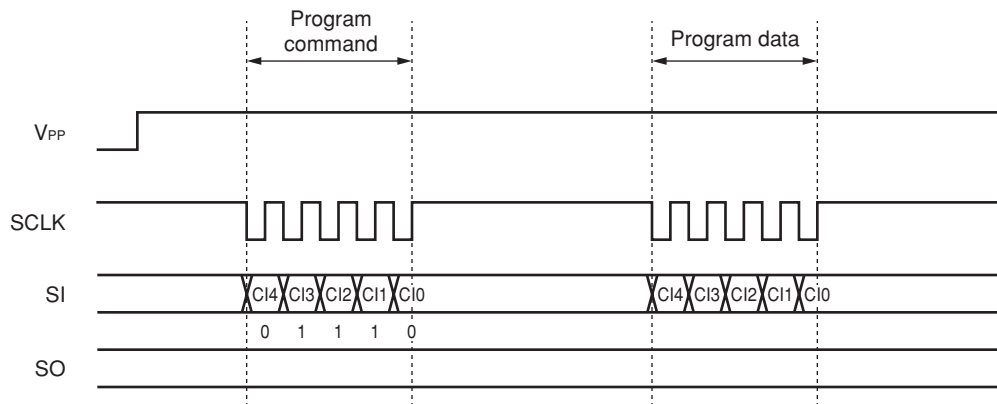 Program
command
Program data
VPP
SCLK
SI
CI4 CI3 CI2 CI1 CI0 CI4 CI3 CI2 CI1 CI0
0 1 1 1 0
SO